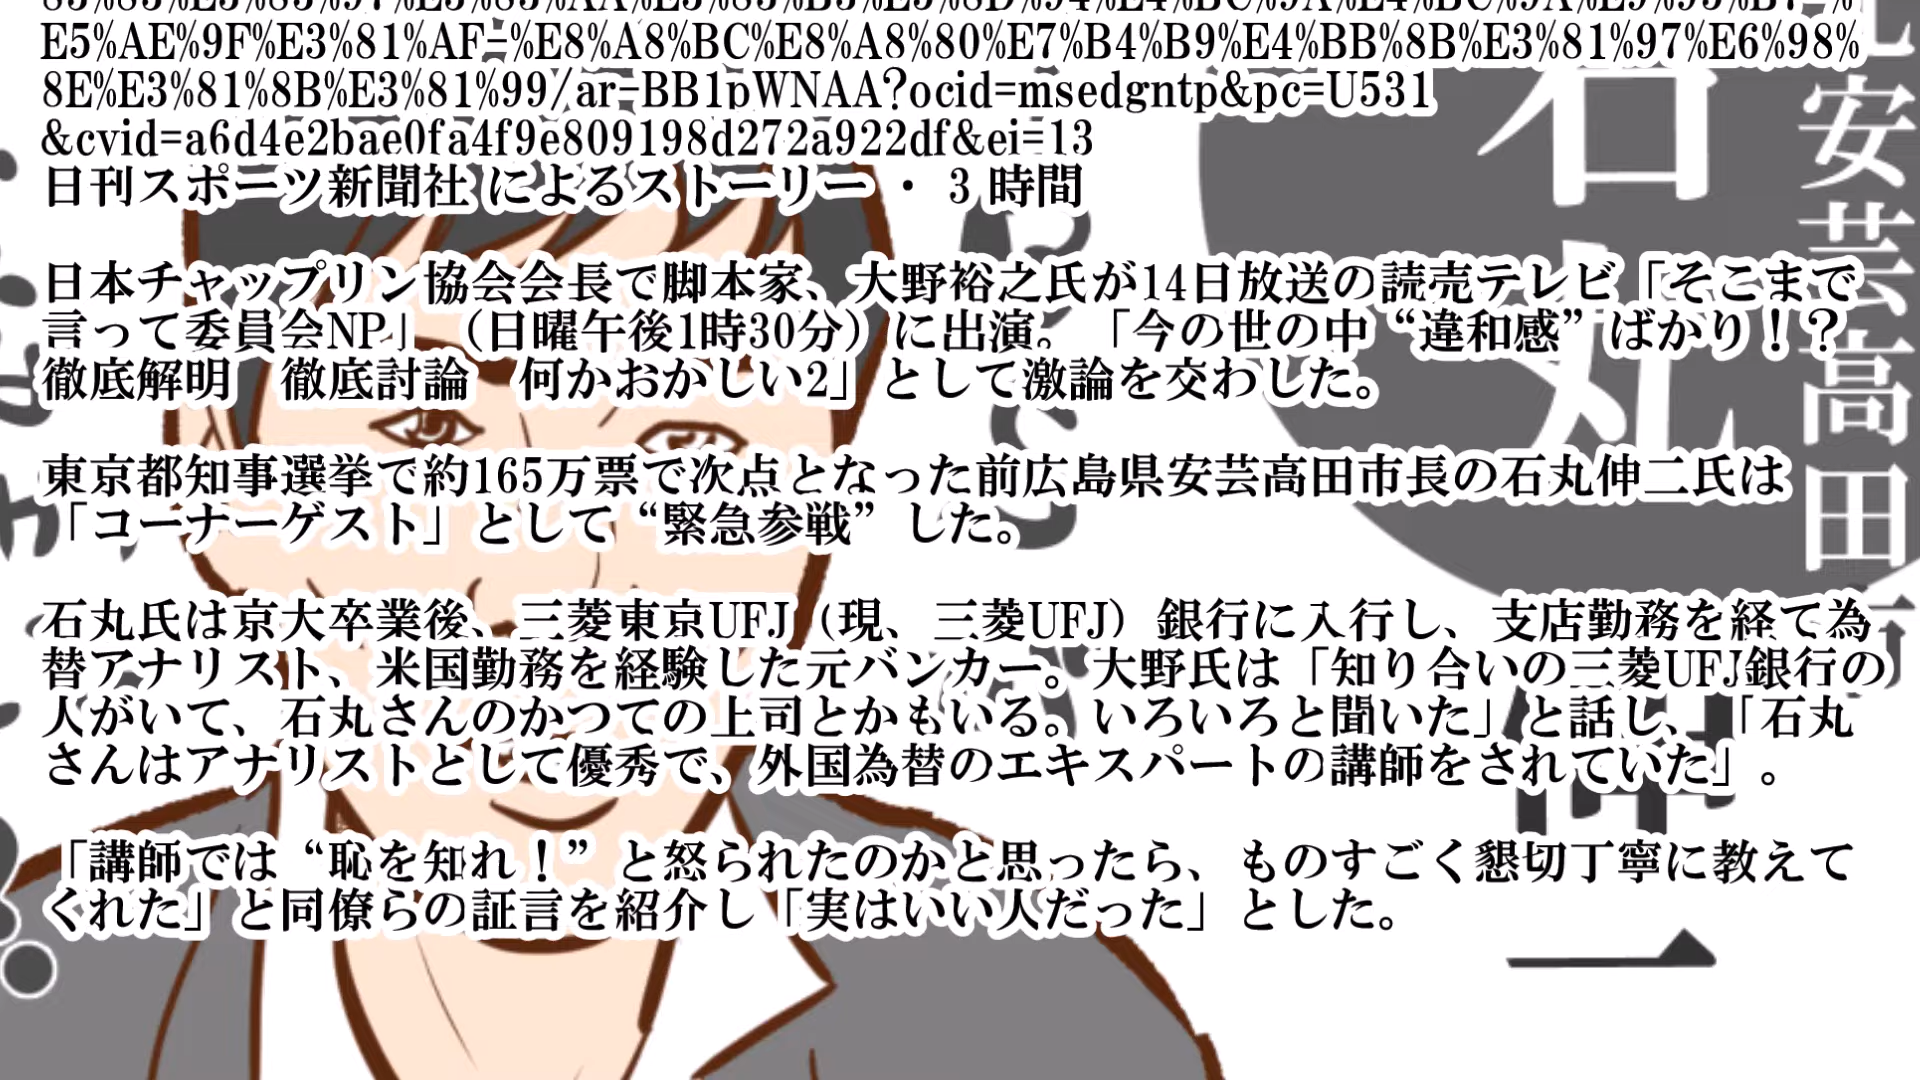 E5%AE%9F%E3%81%AF-%E8%A8%BC%E8%A8%80%E7%B4%B9%E4%BB%8B%E3%81%97%E6%98%
8E%E3%81%8B%E3%81%99/ar-BB1pWNAA?ocid=msedgntp&pc=U531
&cvid=a6d4e2bae0fa4f9e809198d272a922df&ei=13
日刊スポーツ新聞社 によるストーリー ・ 3 時間
日本チャップリン協会会長で脚本家、大野裕之氏が14日放送の読売テレビ「そこまで
言って委員会NP」（日曜午後1時30分）に出演。「今の世の中“違和感”ばかり！？
徹底解明　徹底討論　何かおかしい2」として激論を交わした。
東京都知事選挙で約165万票で次点となった前広島県安芸高田市長の石丸伸二氏は
「コーナーゲスト」として“緊急参戦”した。
石丸氏は京大卒業後、三菱東京UFJ（現、三菱UFJ）銀行に入行し、支店勤務を経て為
替アナリスト、米国勤務を経験した元バンカー。大野氏は「知り合いの三菱UFJ銀行の
人がいて、石丸さんのかつての上司とかもいる。いろいろと聞いた」と話し、「石丸
さんはアナリストとして優秀で、外国為替のエキスパートの講師をされていた」。
「講師では“恥を知れ！”と怒られたのかと思ったら、ものすごく懇切丁寧に教えて
くれた」と同僚らの証言を紹介し「実はいい人だった」とした。
安芸高田
石丸伸二